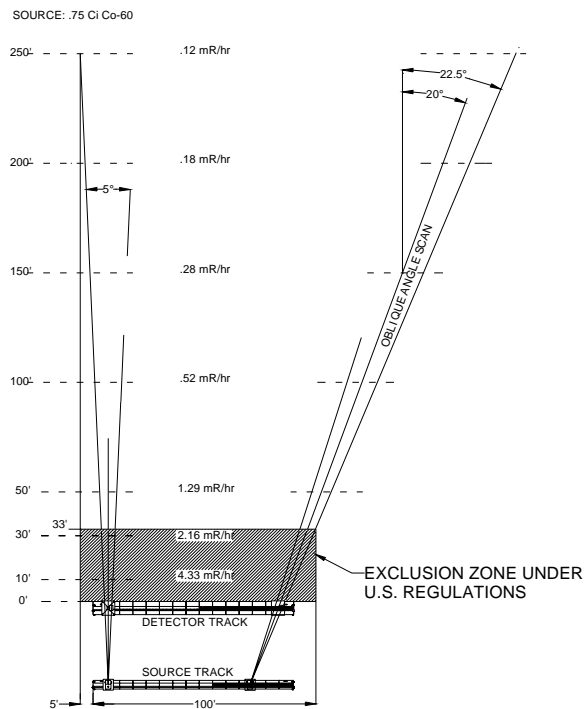 SOURCE: .75 Ci Co-60
250'
.12 mR/hr
22.5°
20°
200'
.18 mR/hr
5°
150'
.28 mR/hr
OBLIQUE ANGLE SCAN
100'
.52 mR/hr
50'
1.29 mR/hr
33'
30'
2.16 mR/hr
10'
4.33 mR/hr
EXCLUSION ZONE UNDER
U.S. REGULATIONS
0'
DETECTOR TRACK
SOURCE TRACK
5'
100'